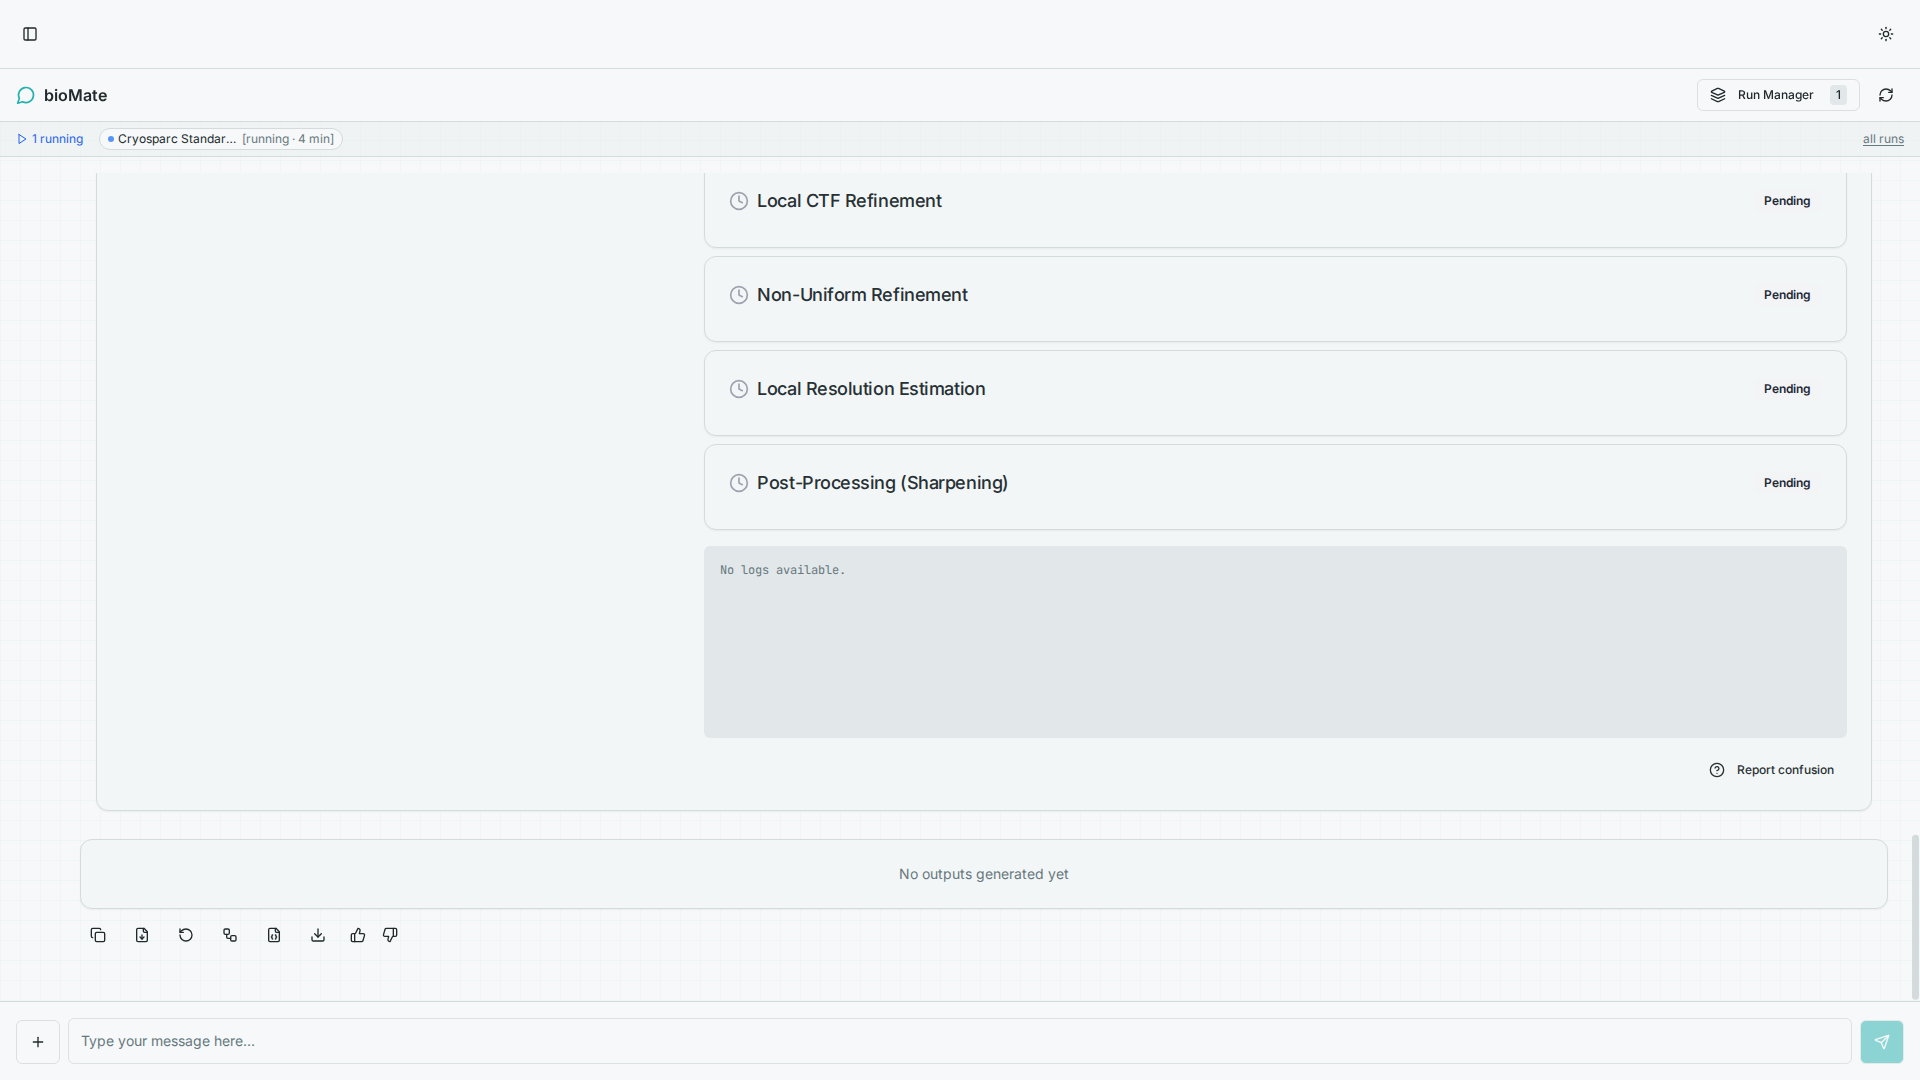 bioMate
Run Manager 1
1 running Cryosparc Standar... [running · 4 min] all runs
Local CTF Refinement Pending
Non-Uniform Refinement Pending
Local Resolution Estimation Pending
Post-Processing (Sharpening) Pending
No logs available.
Report confusion
No outputs generated yet
Type your message here...